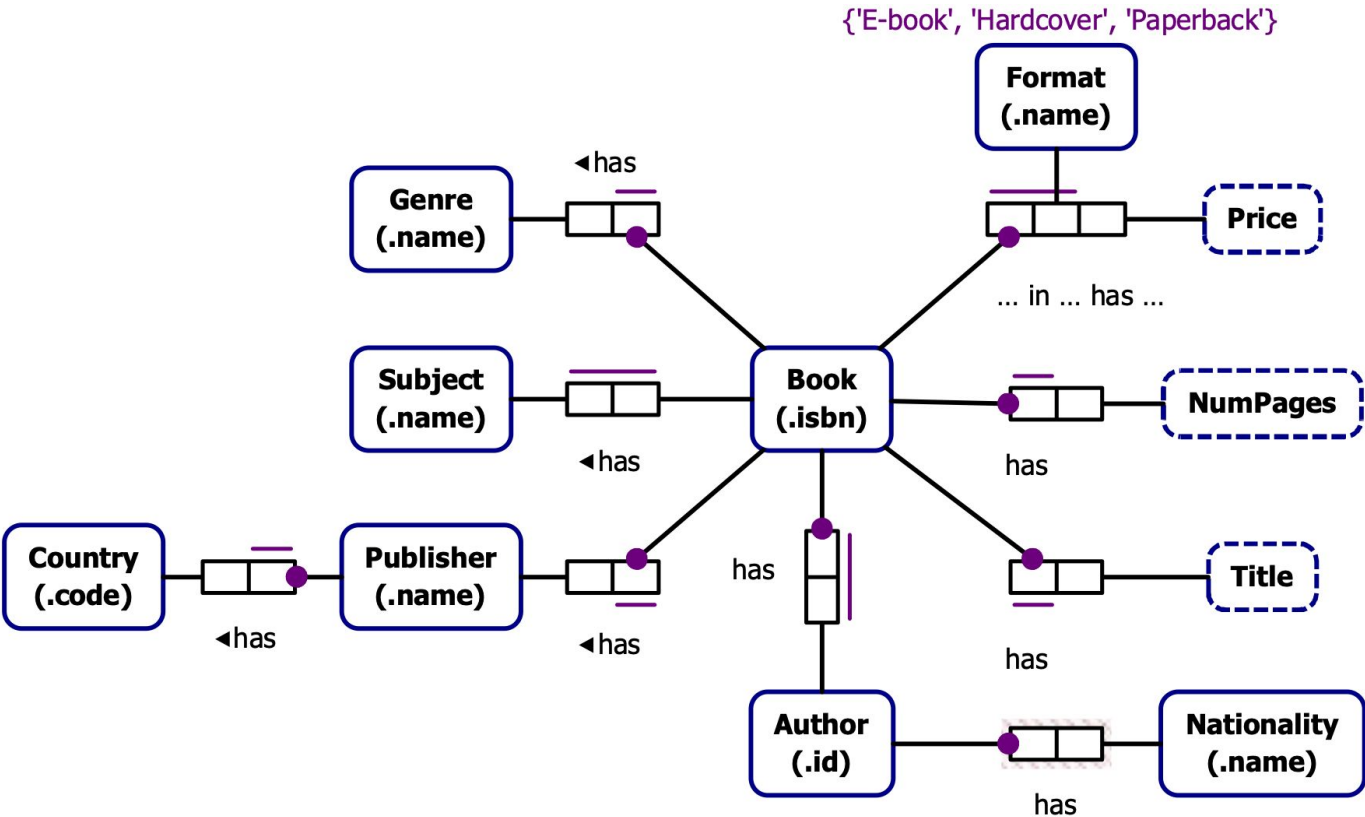 {'E-book', 'Hardcover', 'Paperback'}
Format
(.name)
◄has
Genre
(.name)
Price
... in ... has ...
Subject
(.name)
Book
(.isbn)
NumPages
◄has
has
Country
(.code)
Publisher
(.name)
has
Title
◄has
◄has
has
Author
(.id)
Nationality
(.name)
has